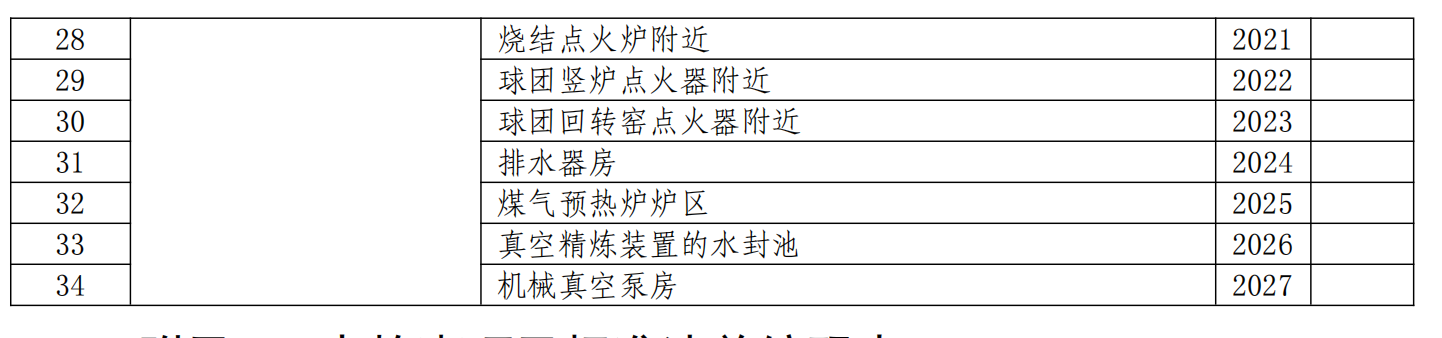 28 烧结点火炉附近 2021
29 球团竖炉点火器附近 2022
30 球团回转窑点火器附近 2023
31 排水器房 2024
32 煤气预热炉炉区 2025
33 真空精炼装置的水封池 2026
34 机械真空泵房 2027